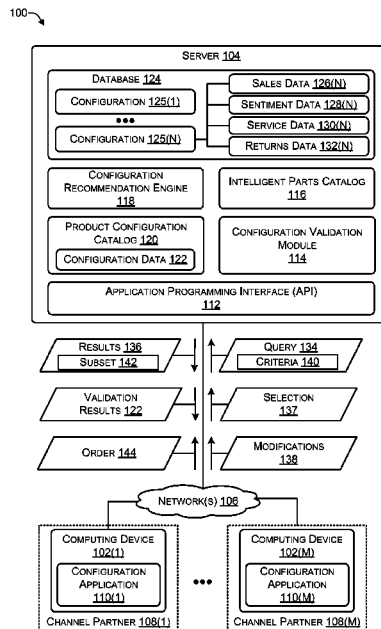 100
SERVER 104
DATABASE 124
CONFIGURATION 125(1)
•••
CONFIGURATION 125(N)
SALES DATA 126(N)
SENTIMENT DATA 128(N)
SERVICE DATA 130(N)
RETURNS DATA 132(N)
CONFIGURATION
RECOMMENDATION ENGINE
118
INTELLIGENT PARTS CATALOG
116
PRODUCT CONFIGURATION
CATALOG 120
CONFIGURATION DATA 122
CONFIGURATION VALIDATION
MODULE
114
APPLICATION PROGRAMMING INTERFACE (API)
112
RESULTS 136
SUBSET 142
QUERY 134
CRITERIA 140
VALIDATION
RESULTS 122
SELECTION
137
ORDER 144
MODIFICATIONS
138
NETWORK(S) 106
COMPUTING DEVICE
102(1)
CONFIGURATION
APPLICATION
110(1)
CHANNEL PARTNER 108(1)
•••
COMPUTING DEVICE
102(M)
CONFIGURATION
APPLICATION
110(M)
CHANNEL PARTNER 108(M)